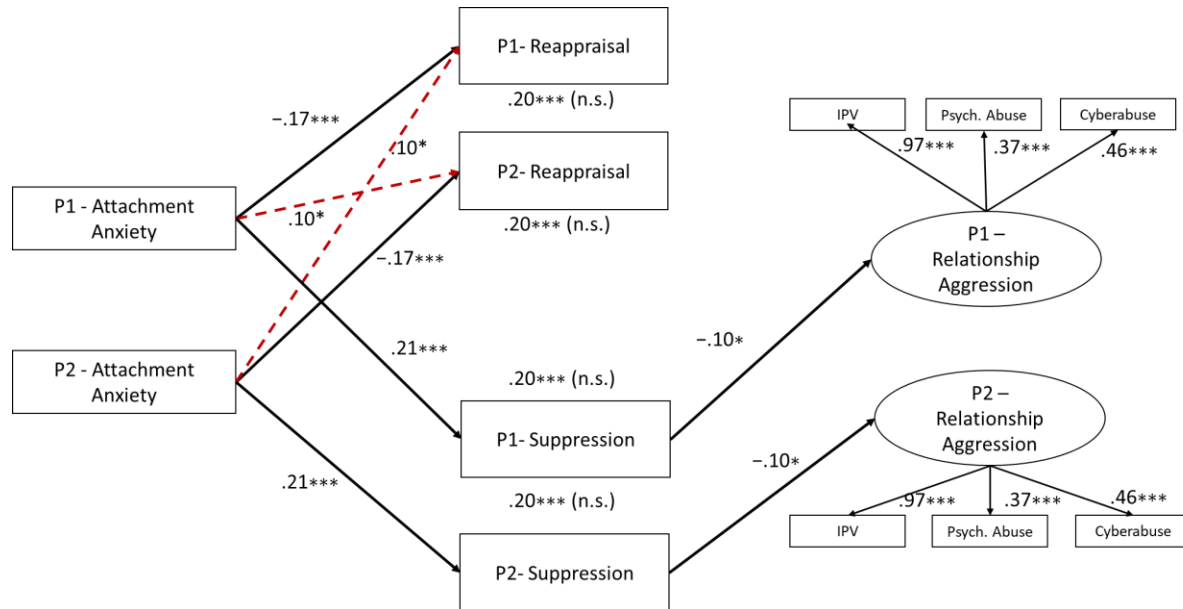 P1- Reappraisal
.20∗∗∗ (n.s.)
−.17∗∗∗
.10*
P2- Reappraisal
.20∗∗∗ (n.s.)
P1 - Attachment
Anxiety
.10*
−.17∗∗∗
.21∗∗∗
P2 - Attachment
Anxiety
.21∗∗∗
.20∗∗∗ (n.s.)
P1- Suppression
.20∗∗∗ (n.s.)
P2- Suppression
−.10∗
−.10∗
IPV
Psych. Abuse
Cyberabuse
.97∗∗∗
.37∗∗∗
.46∗∗∗
P1 –
Relationship
Aggression
P2 –
Relationship
Aggression
.97∗∗∗
.37∗∗∗
.46∗∗∗
IPV
Psych. Abuse
Cyberabuse